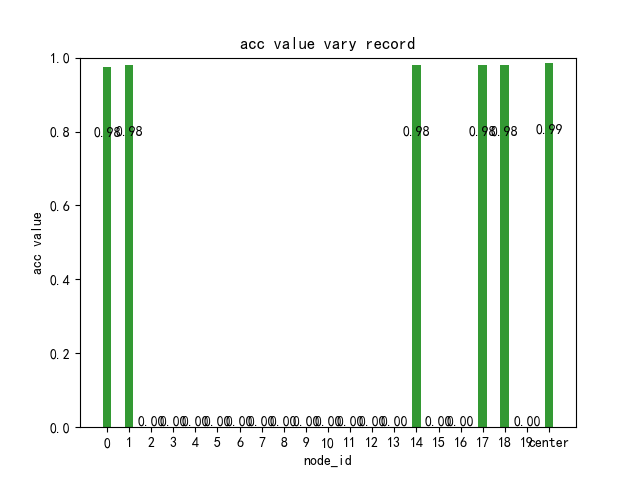 acc value vary record
1.0
0.8
0.6
0.4
0.2
0.0
acc value
0.98 0.98 0.98 0.98 0.98 0.99
0.00 0.00 0.00 0.00 0.00 0.00 0.00 0.00 0.00 0.00 0.00 0.00 0.00 0.00 0.00
0 1 2 3 4 5 6 7 8 9 10 11 12 13 14 15 16 17 18 19 center
node_id